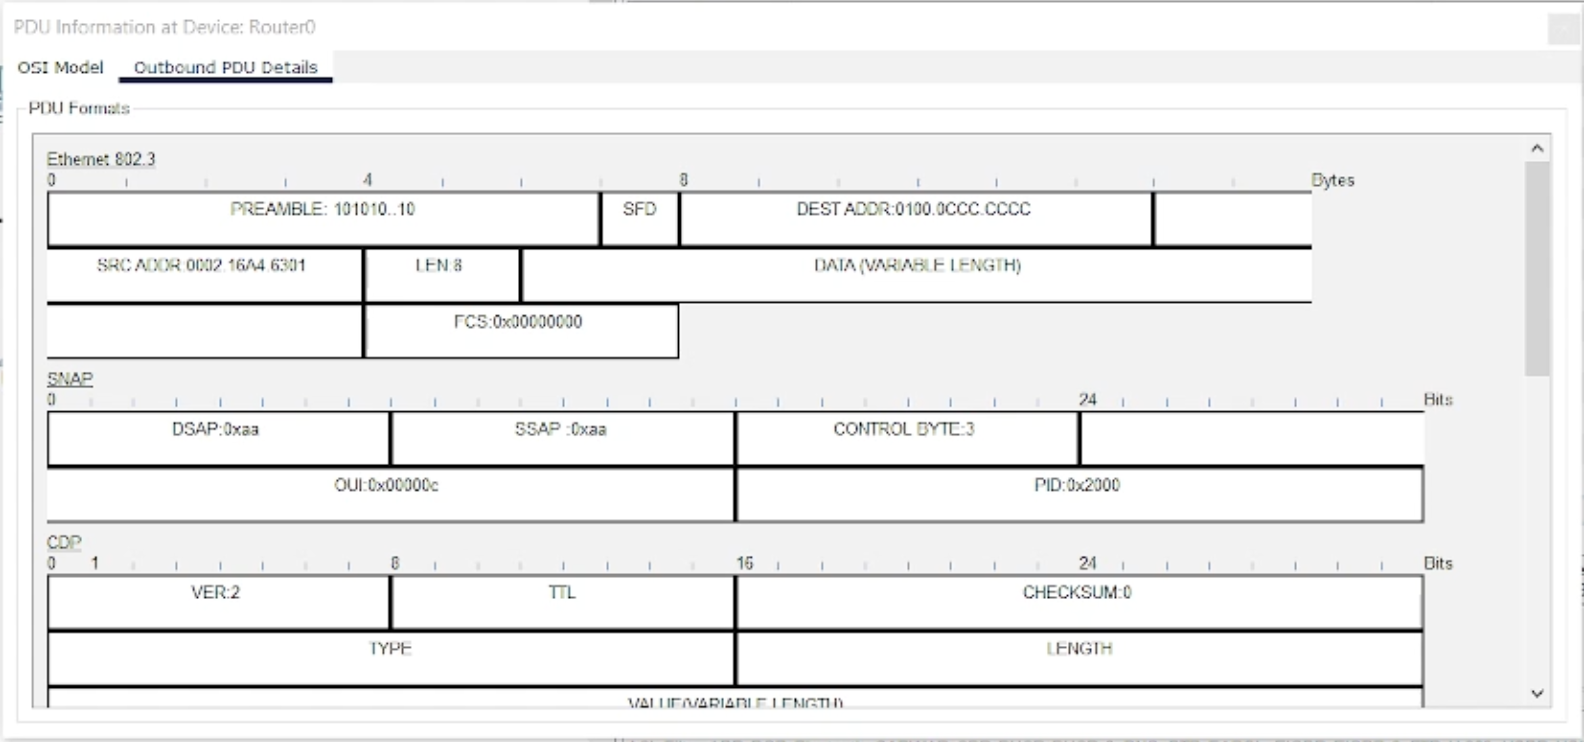 PDU Information at Device: Router0
OSI Model Outbound PDU Details
PDU Formats
Ethernet 802.3
0 4 8 Bytes
PREAMBLE: 101010..10 SFD DEST ADDR:0100.0CCC.CCCC
SRC ADDR:0002.16A4.6301 LEN:8 DATA (VARIABLE LENGTH)
FCS:0x00000000
SNAP
0 24 Bits
DSAP:0xaa SSAP :0xaa CONTROL BYTE:3
OUI:0x00000c PID:0x2000
CDP
0 1 8 16 24 Bits
VER:2 TTL CHECKSUM:0
TYPE LENGTH
VALUE(VARIABLE LENGTH)